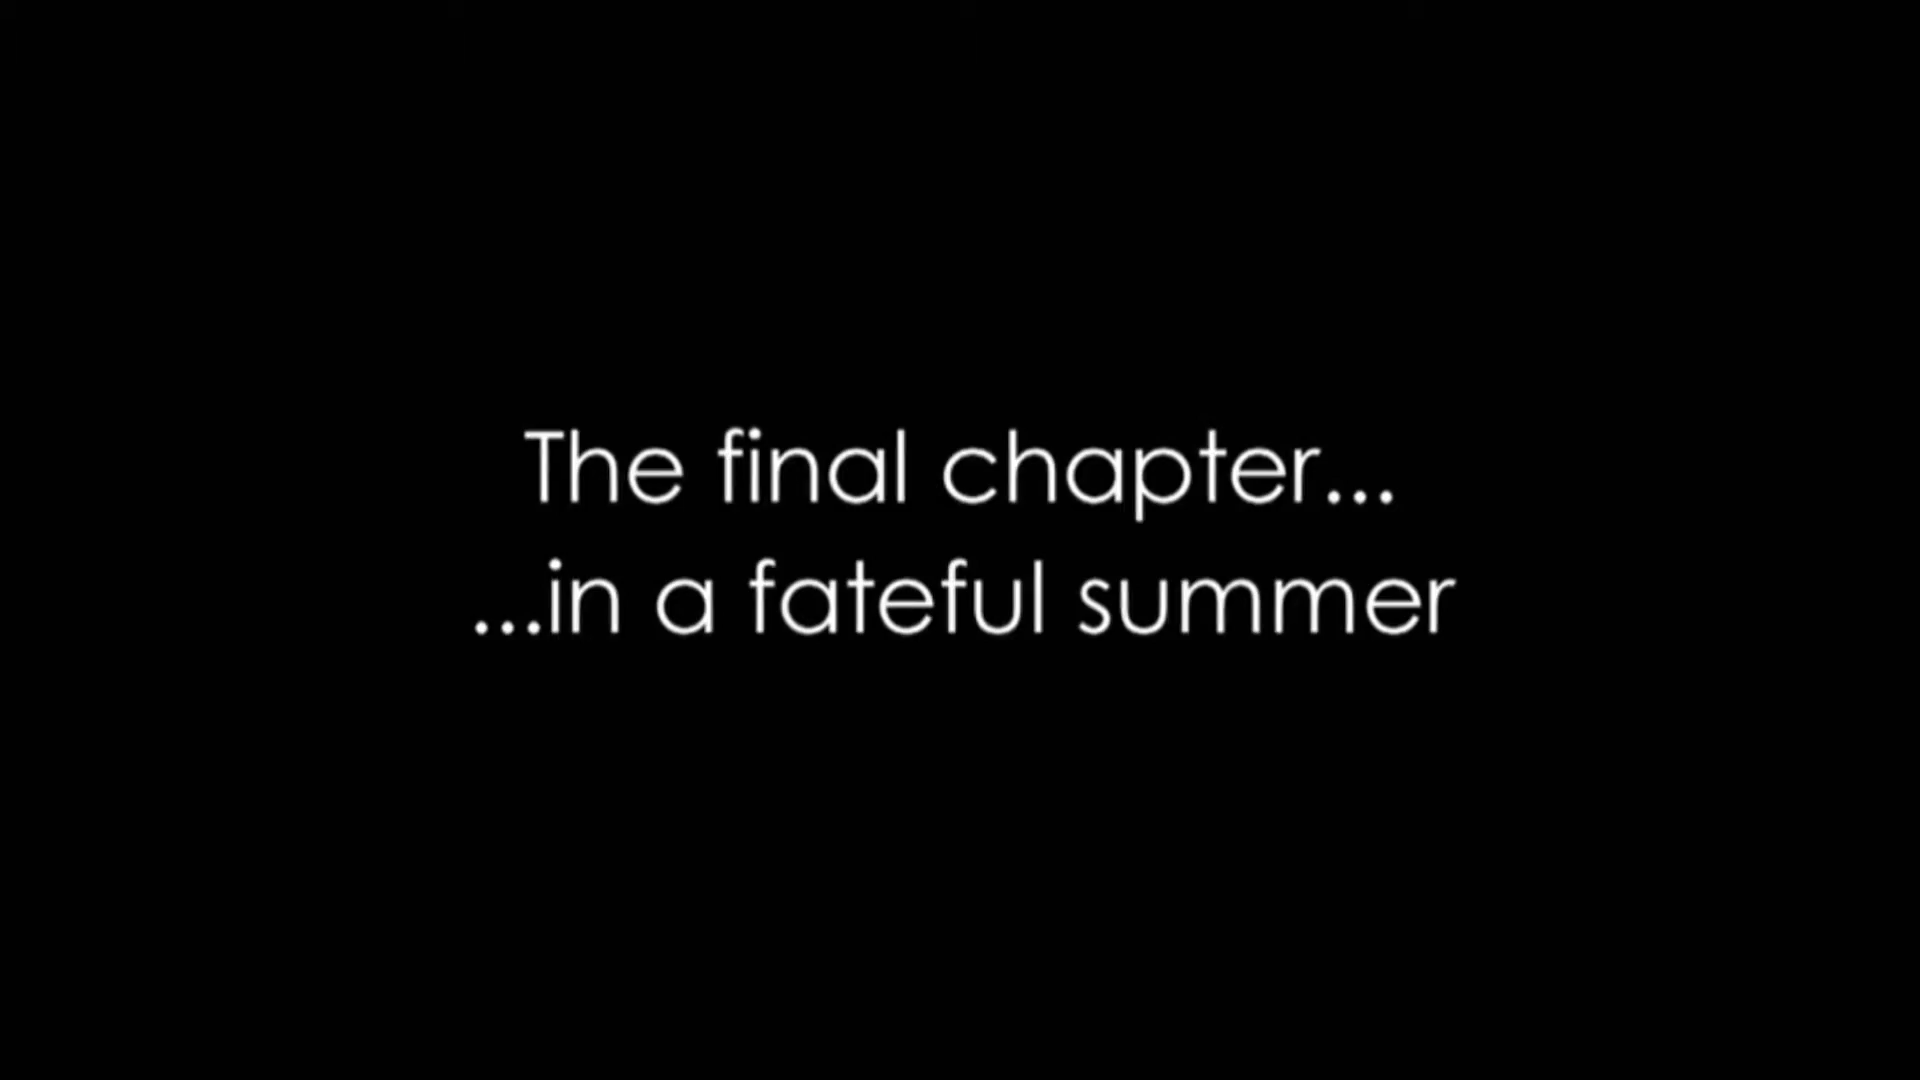 The final chapter...
...in a fateful summer